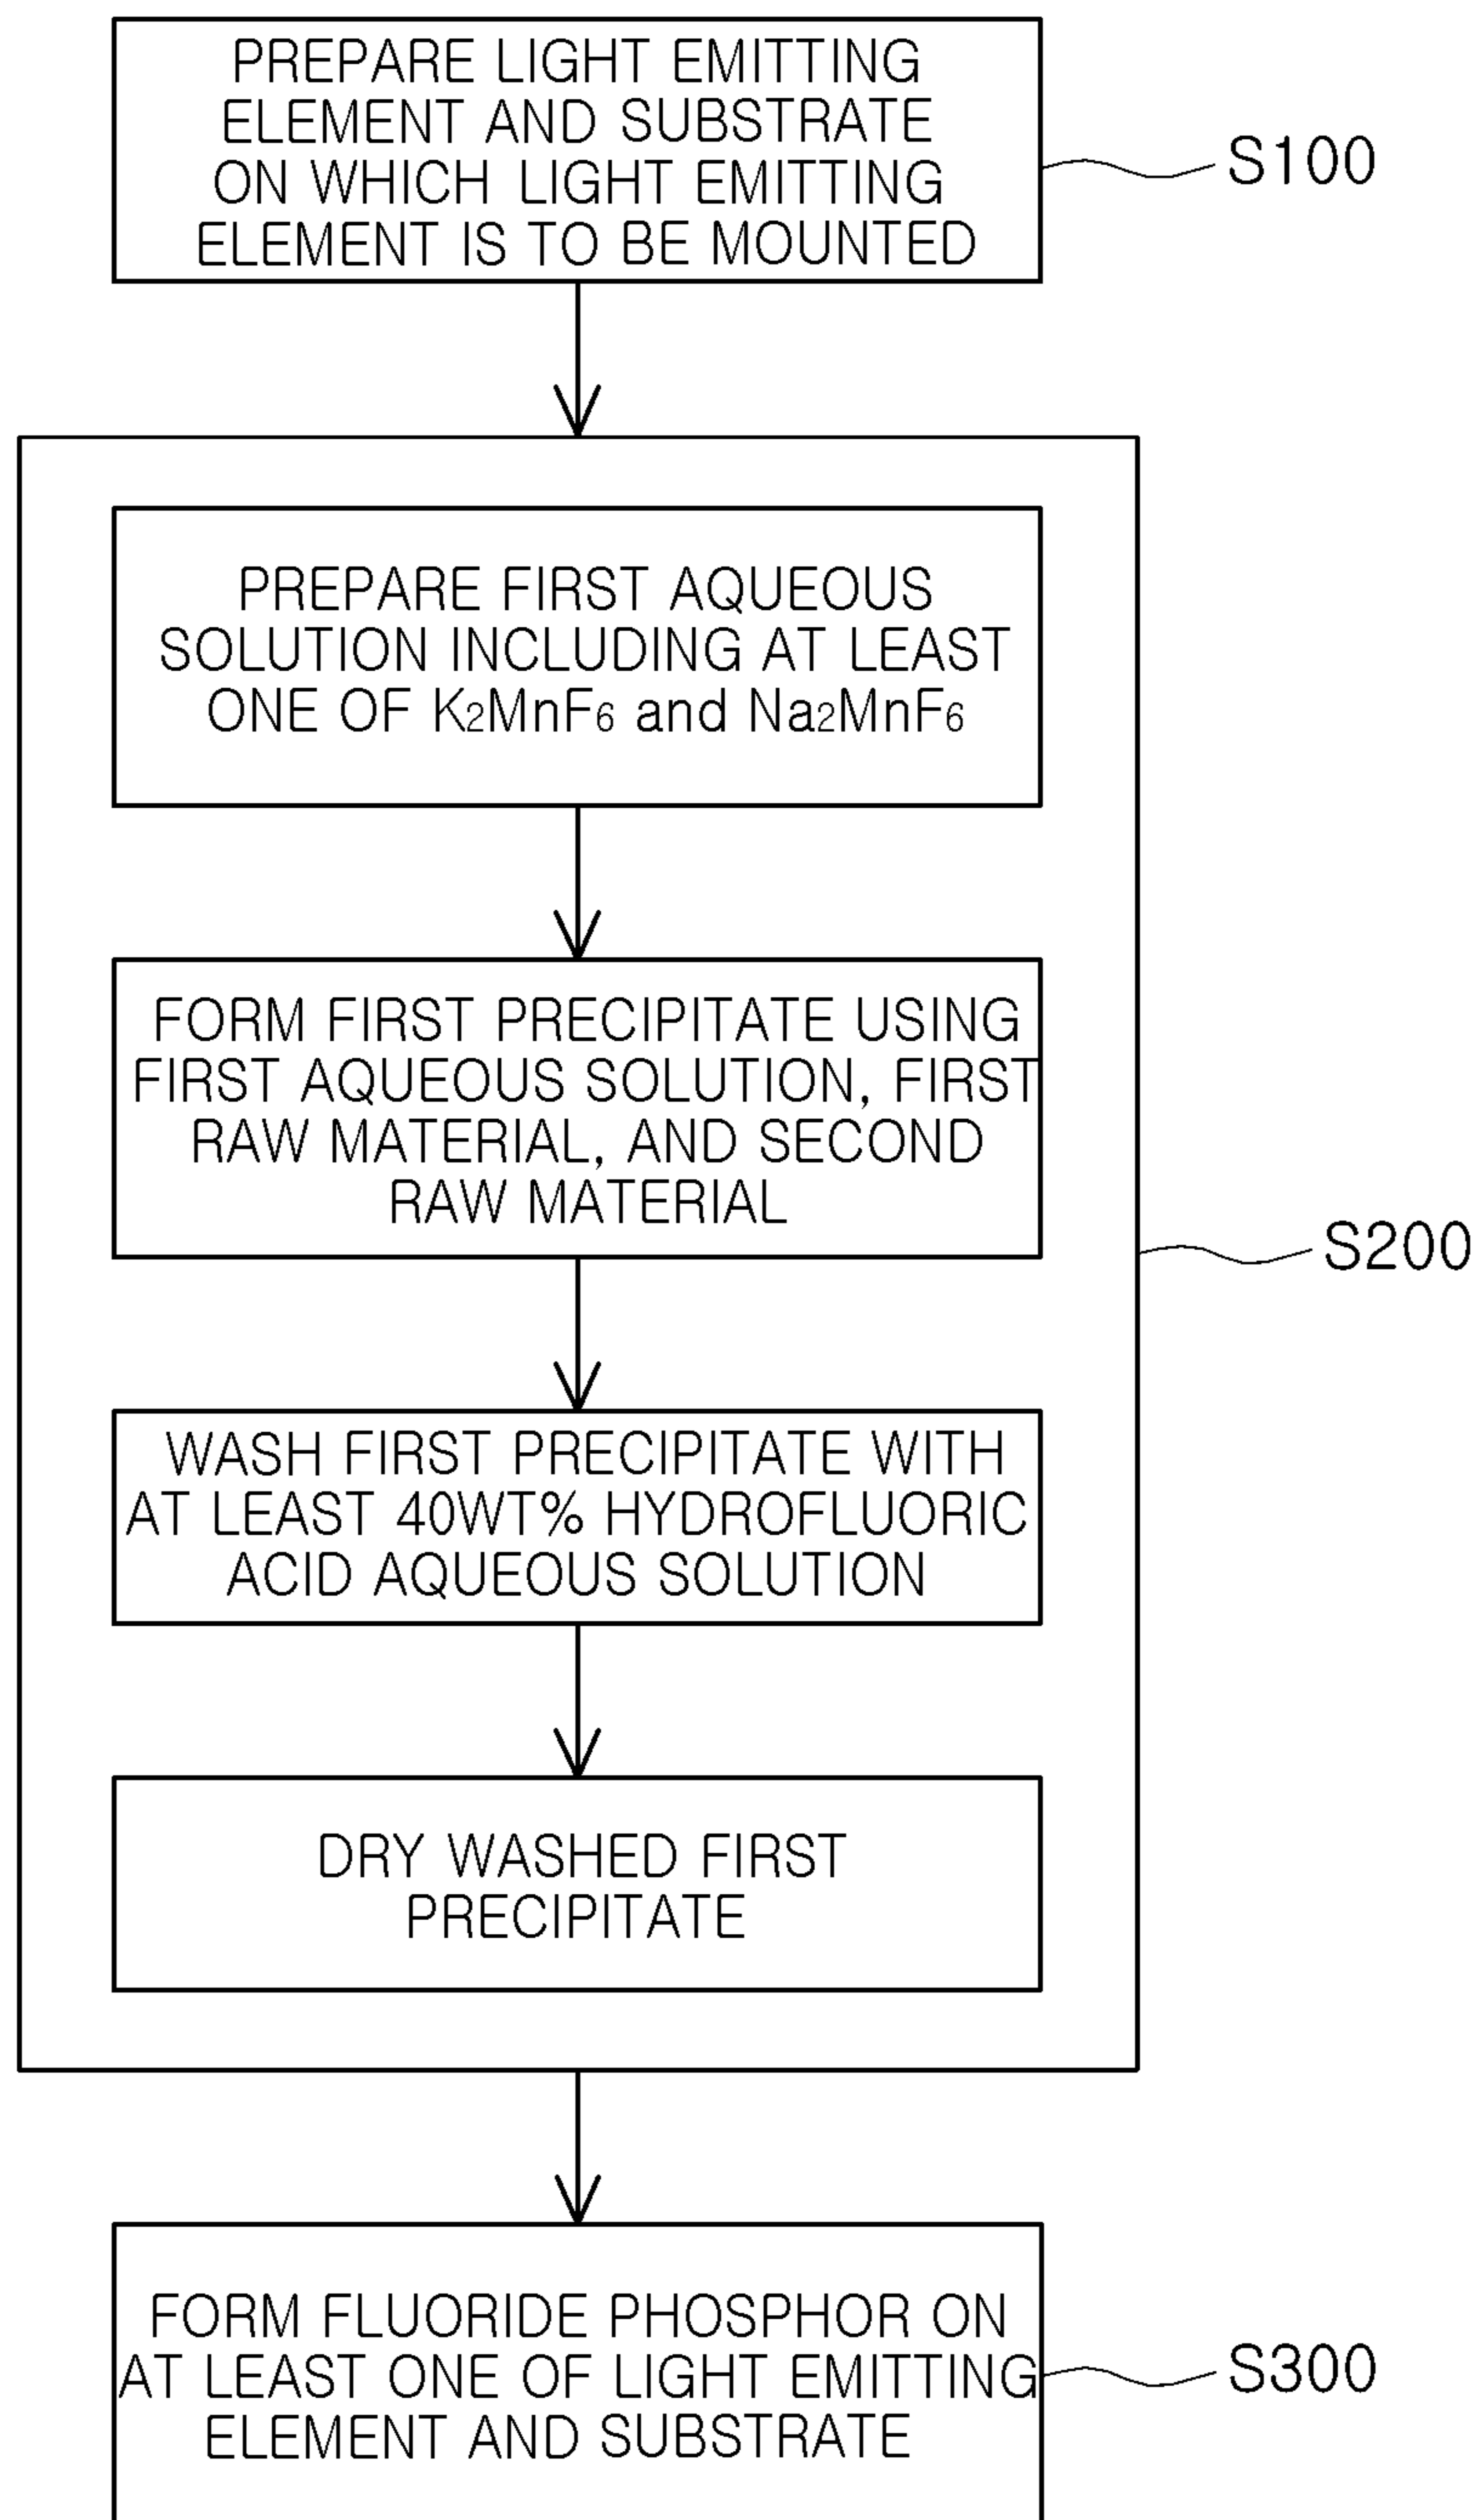 PREPARE LIGHT EMITTING
ELEMENT AND SUBSTRATE
ON WHICH LIGHT EMITTING
ELEMENT IS TO BE MOUNTED
S100
PREPARE FIRST AQUEOUS
SOLUTION INCLUDING AT LEAST
ONE OF K₂MnF₆ and Na₂MnF₆
FORM FIRST PRECIPITATE USING
FIRST AQUEOUS SOLUTION, FIRST
RAW MATERIAL, AND SECOND
RAW MATERIAL
S200
WASH FIRST PRECIPITATE WITH
AT LEAST 40WT% HYDROFLUORIC
ACID AQUEOUS SOLUTION
DRY WASHED FIRST
PRECIPITATE
FORM FLUORIDE PHOSPHOR ON
AT LEAST ONE OF LIGHT EMITTING
ELEMENT AND SUBSTRATE
S300